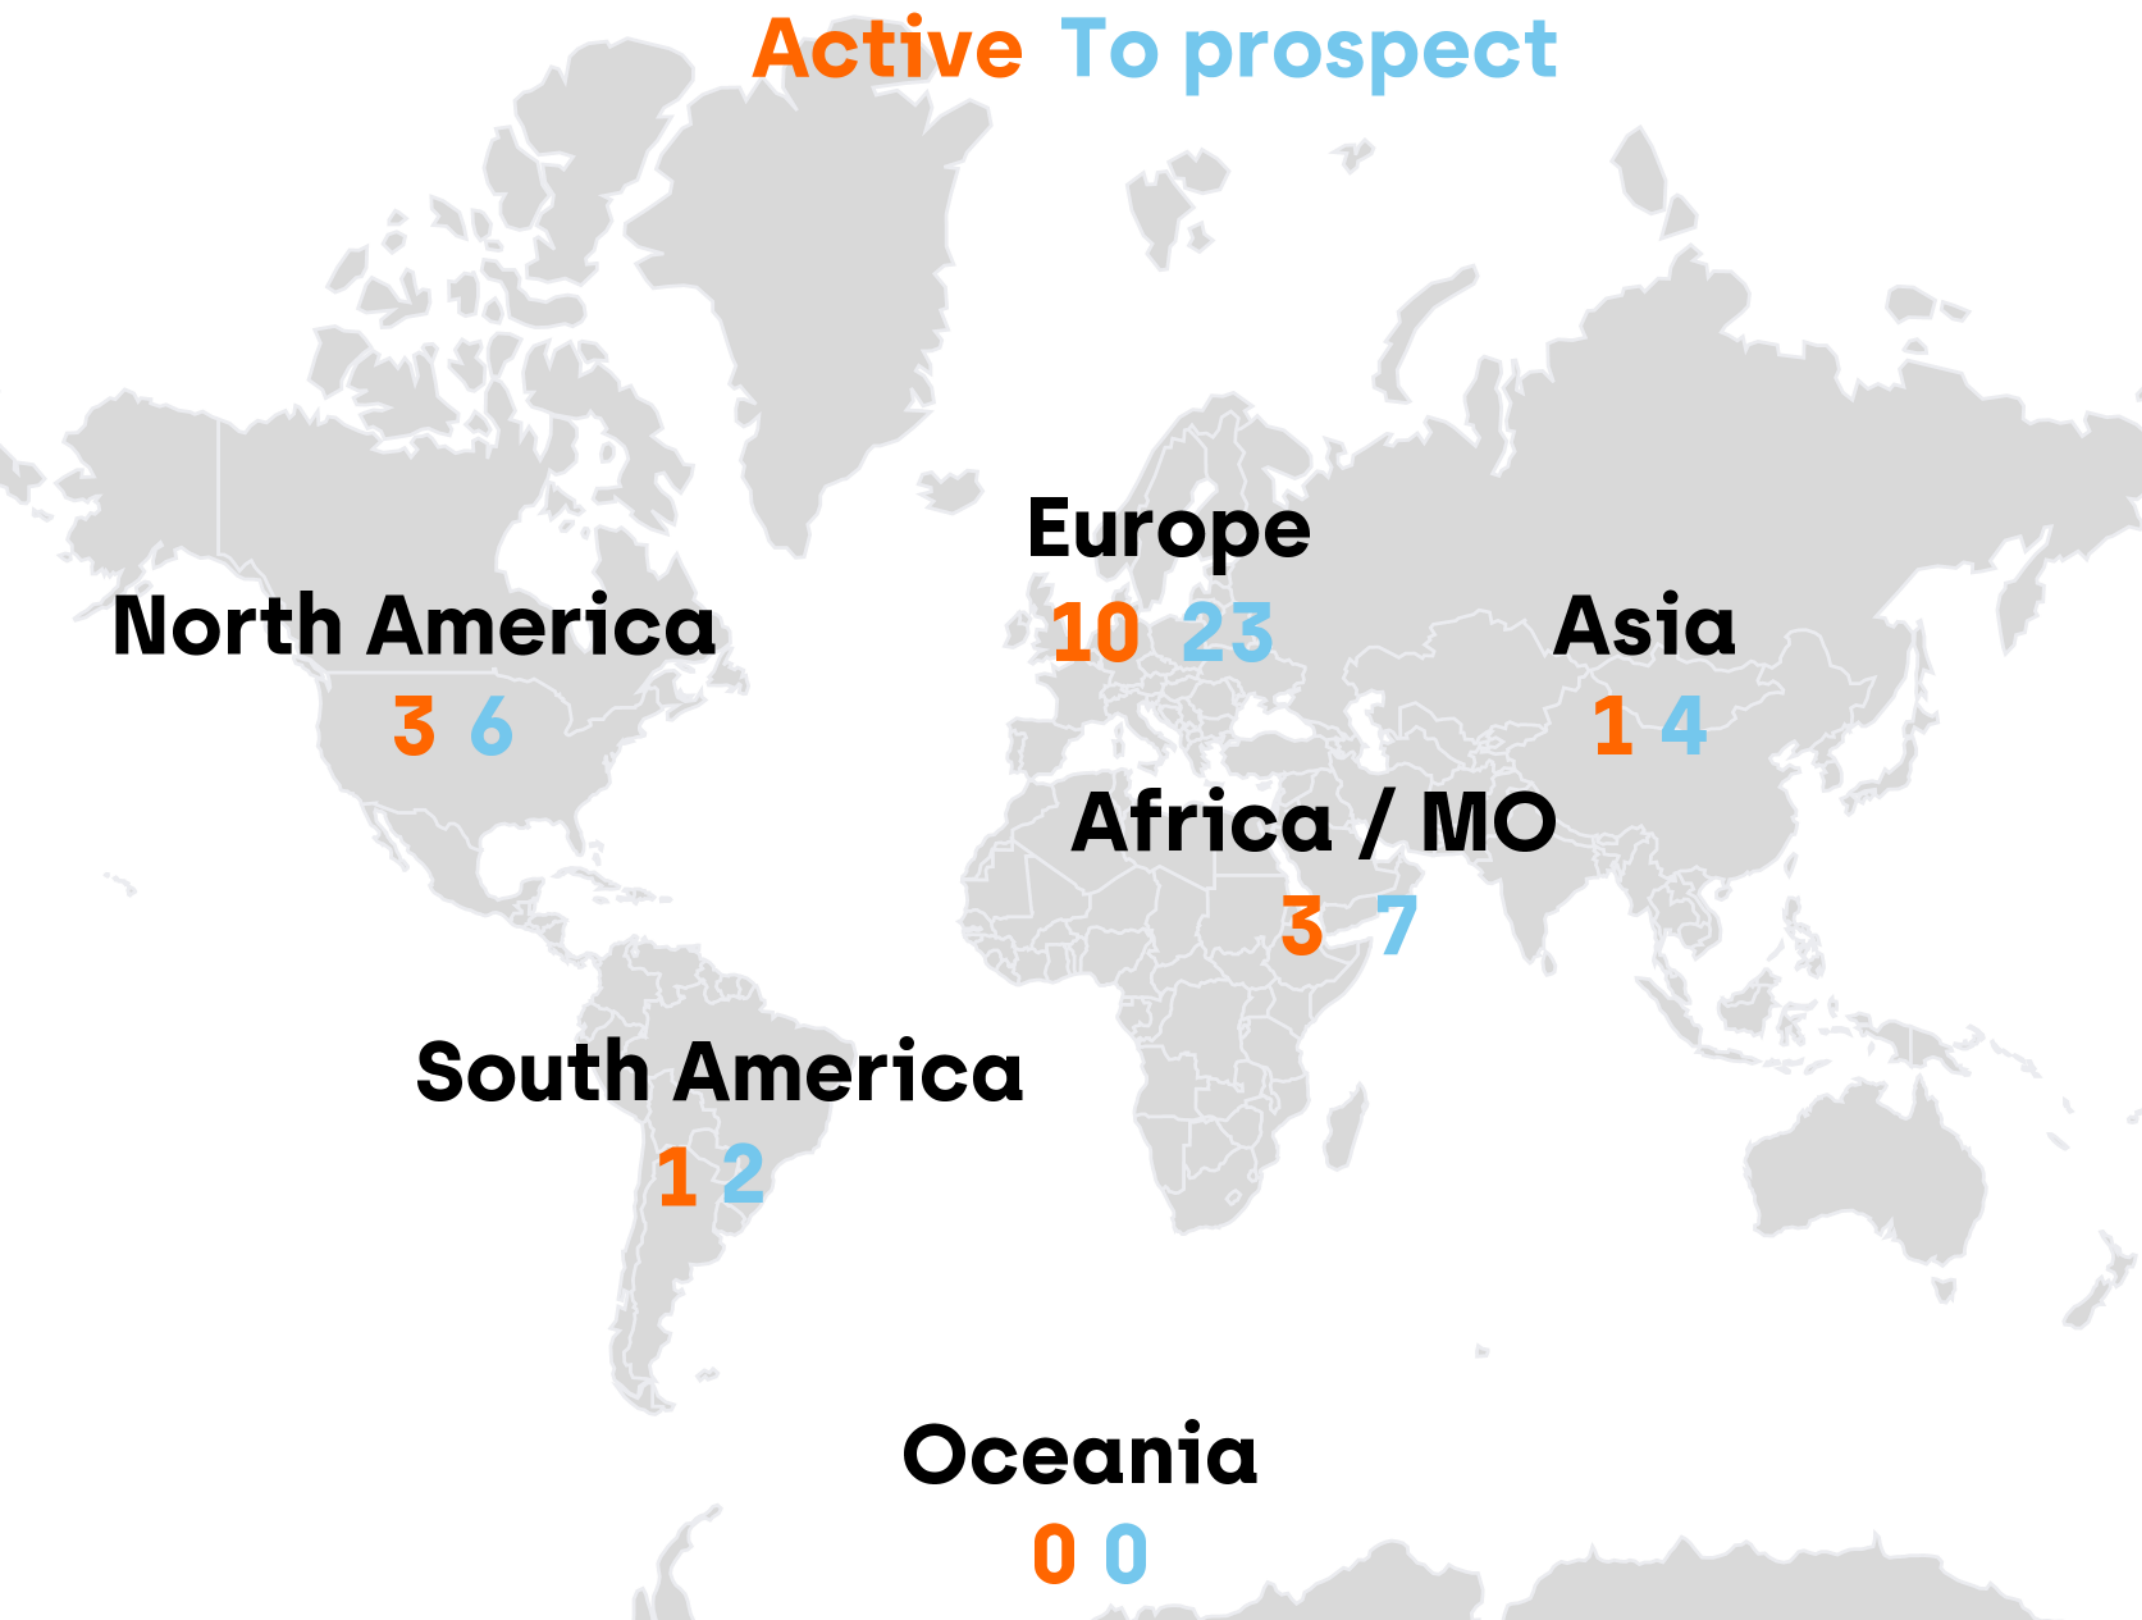 Active To prospect
Europe
10 23
North America
3 6
Asia
1 4
Africa / MO
3 7
South America
1 2
Oceania
0 0